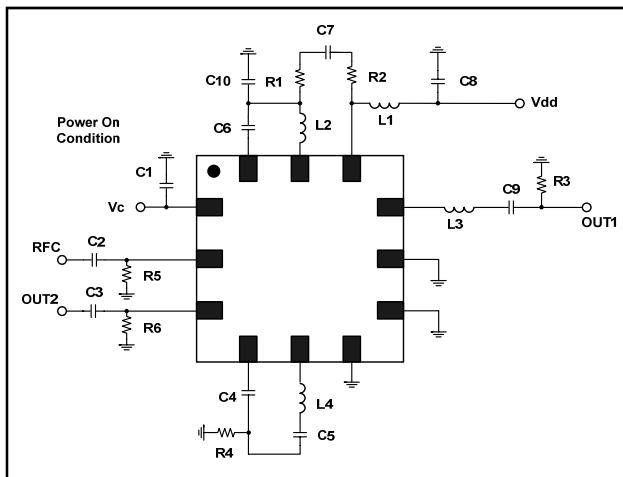 C7
C10
R1
R2
C8
Vdd
L1
Power On
Condition
C6
L2
C1
Vc
C9
R3
L3
OUT1
RFC
C2
R5
OUT2
C3
R6
C4
L4
C5
R4